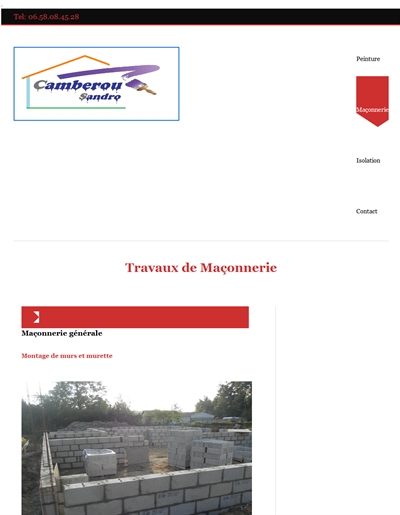 Tel: 06.58.08.45.28
Camberou
Sandro
Peinture
Maçonnerie
Isolation
Contact
Travaux de Maçonnerie
Maçonnerie générale
Montage de murs et murette